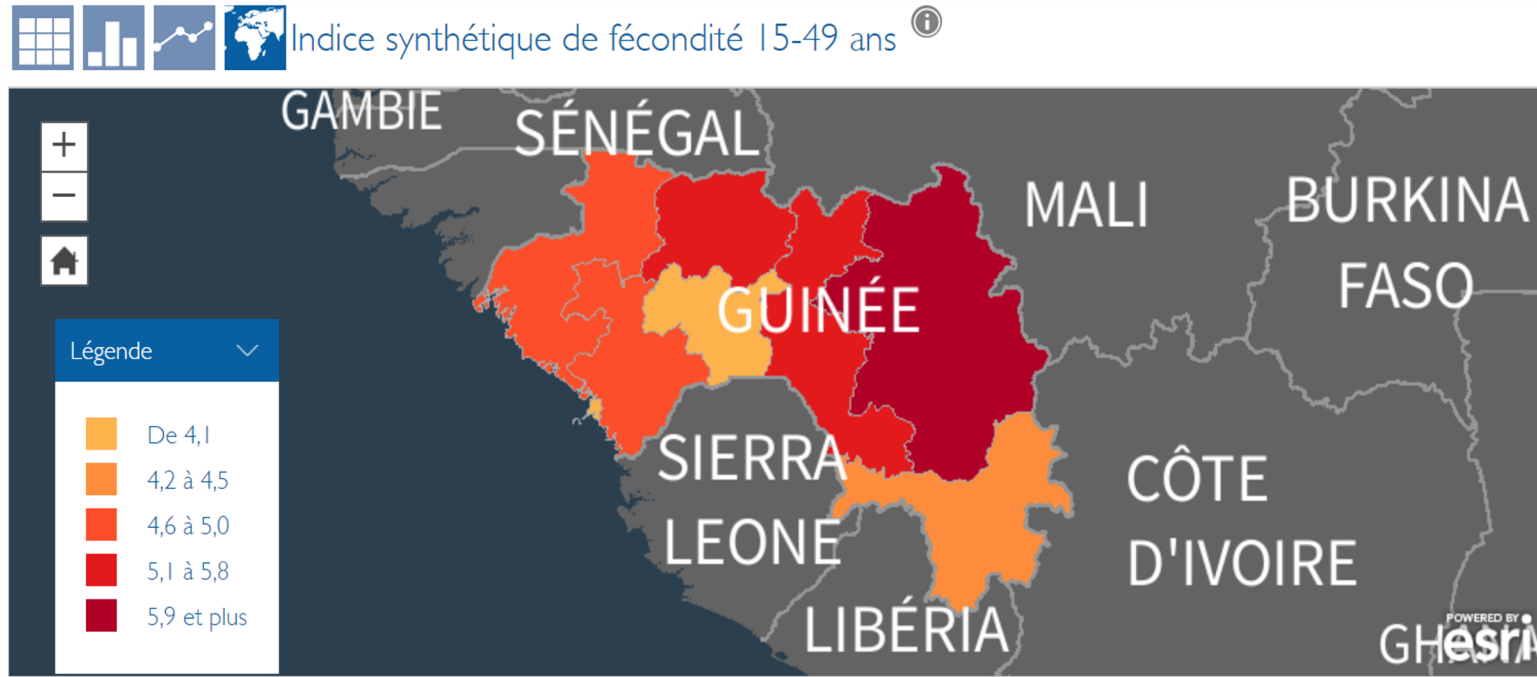 Indice synthétique de fécondité 15-49 ans
i
GAMBIE
SÉNÉGAL
MALI
BURKINA
FASO
GUINÉE
+
−
Légende
De 4,1
4,2 à 4,5
4,6 à 5,0
5,1 à 5,8
5,9 et plus
SIERRA
LEONE
CÔTE
D'IVOIRE
LIBÉRIA
POWERED BY
esri